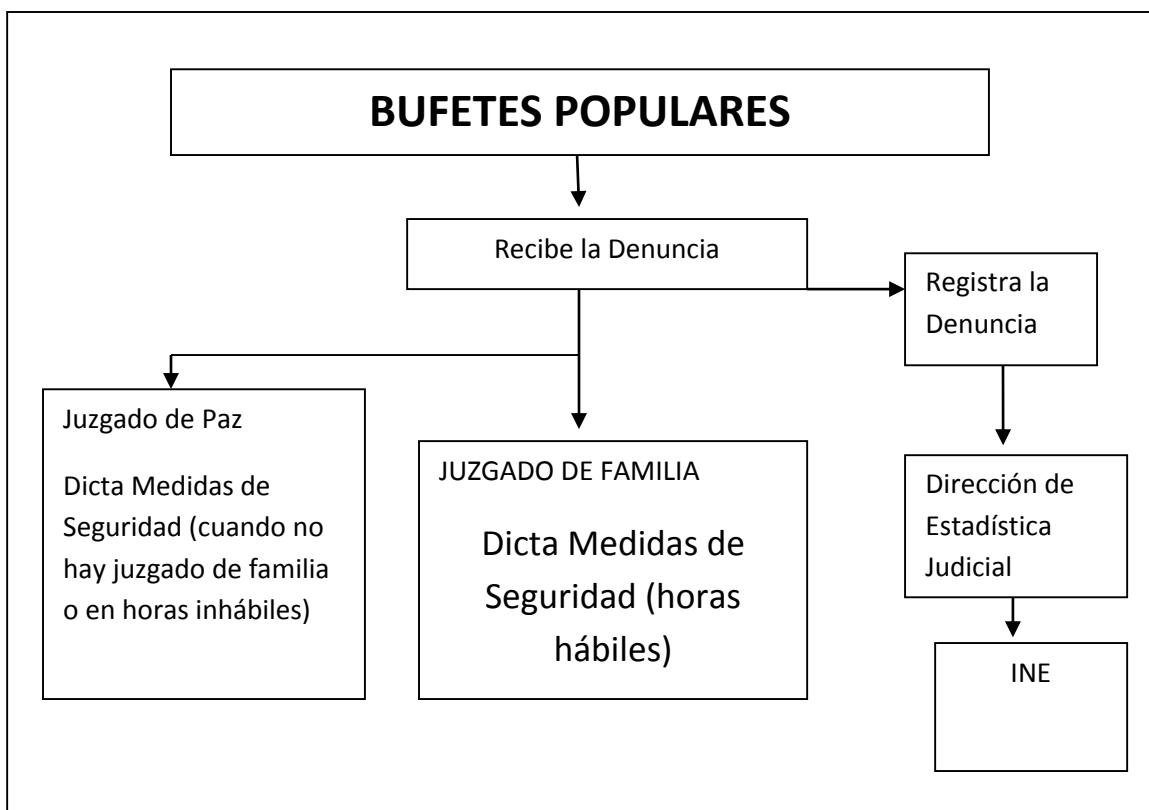 BUFETES POPULARES
Recibe la Denuncia
Registra la
Denuncia
Juzgado de Paz
Dicta Medidas de
Seguridad (cuando no
hay juzgado de familia
o en horas inhábiles)
JUZGADO DE FAMILIA
Dicta Medidas de
Seguridad (horas
hábiles)
Dirección de
Estadística
Judicial
INE